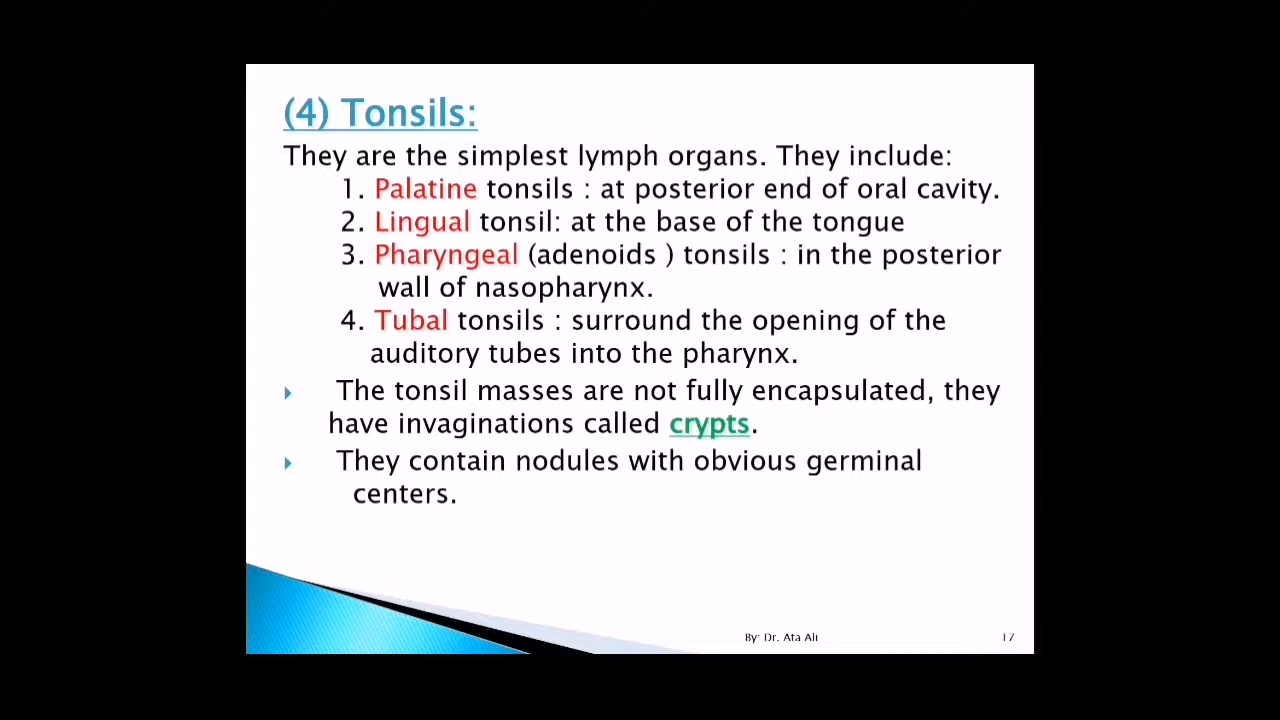 (4) Tonsils:
They are the simplest lymph organs. They include:
1. Palatine tonsils : at posterior end of oral cavity.
2. Lingual tonsil: at the base of the tongue
3. Pharyngeal (adenoids ) tonsils : in the posterior
wall of nasopharynx.
4. Tubal tonsils : surround the opening of the
auditory tubes into the pharynx.
The tonsil masses are not fully encapsulated, they
have invaginations called crypts.
They contain nodules with obvious germinal
centers.
By: Dr. Ata Ali
17